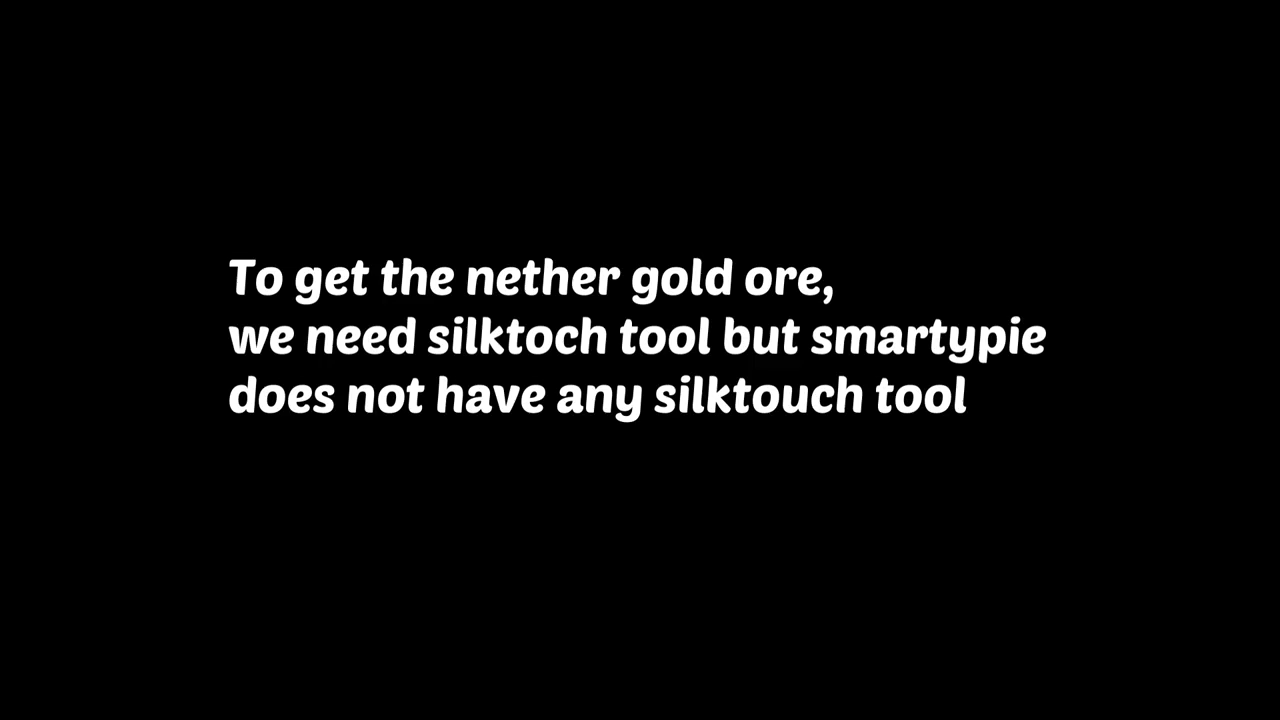 To get the nether gold ore,
we need silktoch tool but smartypie
does not have any silktouch tool